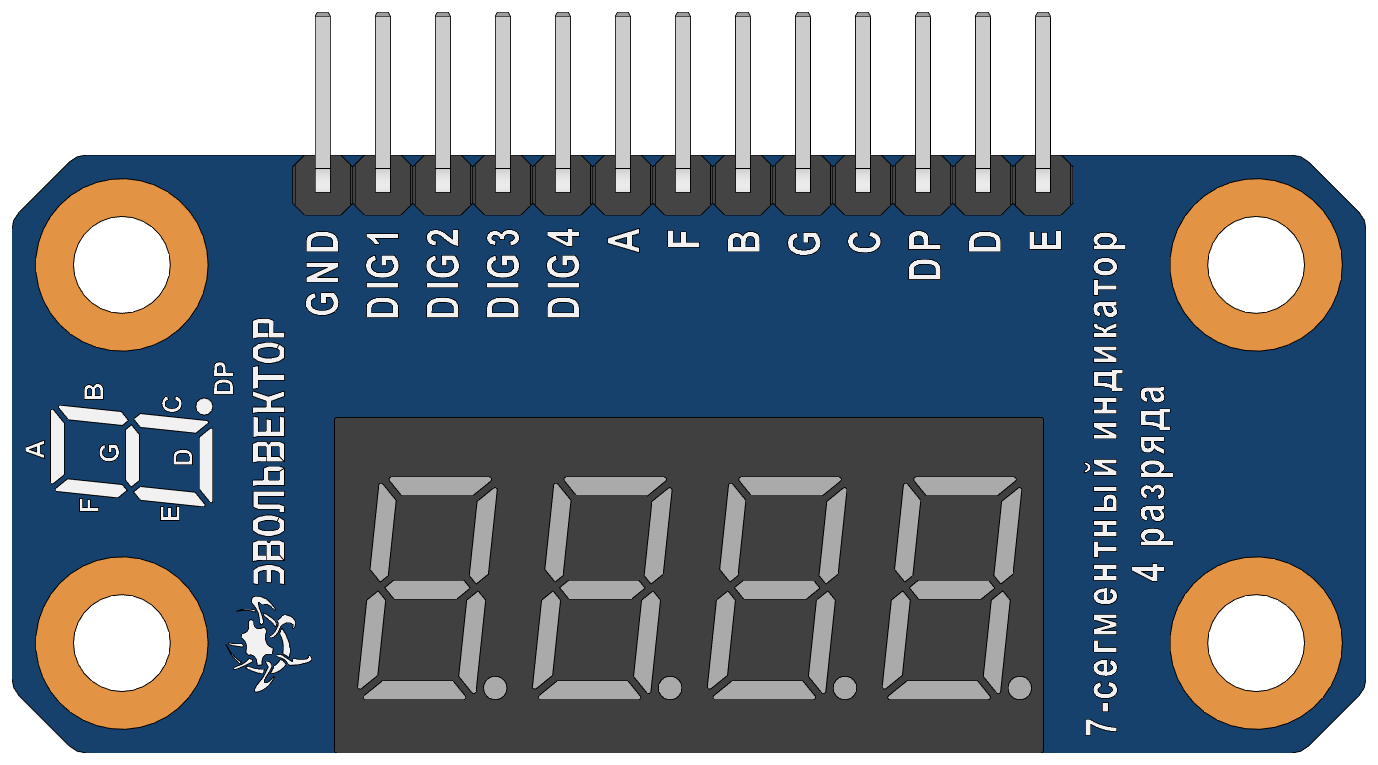 GND
DIG1
DIG2
DIG3
DIG4
A
F
B
G
C
DP
D
E
A
B
G
F
C
DP
D
E
ЭВОЛЬВЕКТОР
7-сегментный индикатор
4 разряда